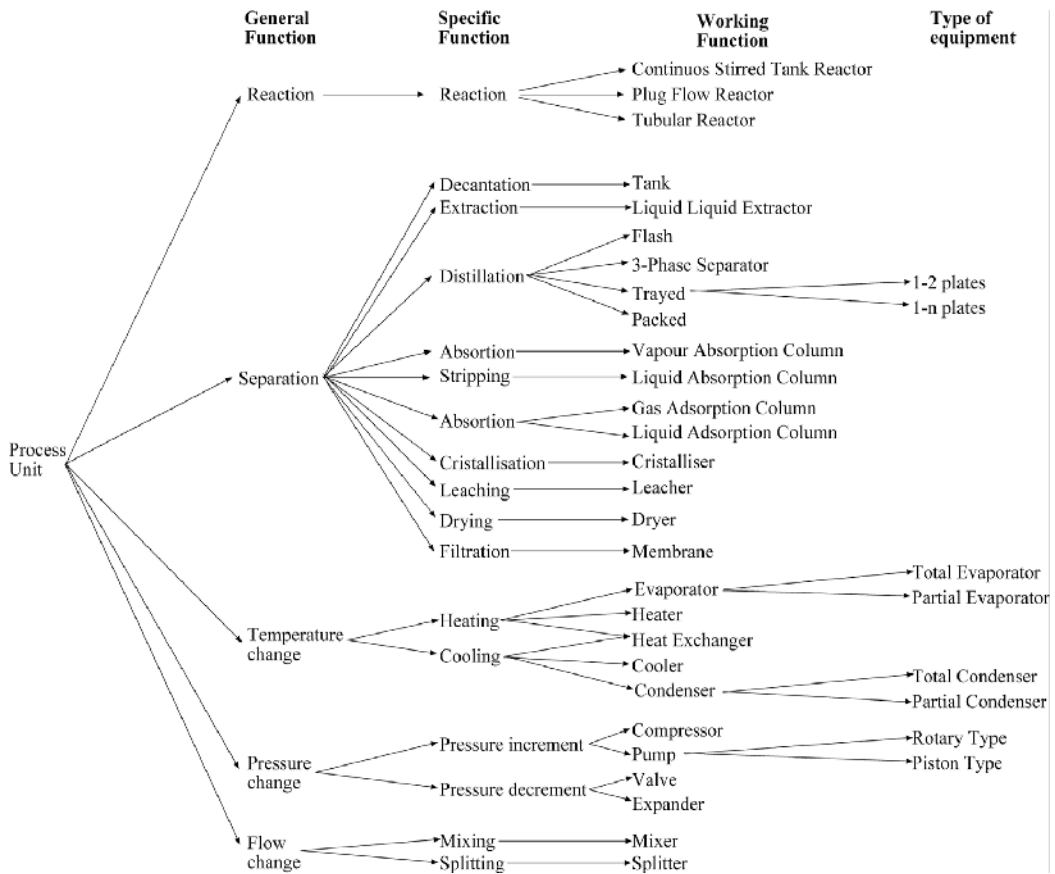 General Function
Specific Function
Working Function
Type of equipment
Process Unit
Reaction
Reaction
Continuos Stirred Tank Reactor
Plug Flow Reactor
Tubular Reactor
Separation
Decantation
Tank
Extraction
Liquid Liquid Extractor
Distillation
Flash
3-Phase Separator
Trayed
1-2 plates
1-n plates
Packed
Absortion
Vapour Absorption Column
Stripping
Liquid Absorption Column
Absortion
Gas Adsorption Column
Liquid Adsorption Column
Cristallisation
Cristalliser
Leaching
Leacher
Drying
Dryer
Filtration
Membrane
Temperature change
Heating
Cooling
Evaporator
Total Evaporator
Partial Evaporator
Heater
Heat Exchanger
Cooler
Condenser
Total Condenser
Partial Condenser
Pressure change
Pressure increment
Compressor
Pump
Rotary Type
Piston Type
Pressure decrement
Valve
Expander
Flow change
Mixing
Mixer
Splitting
Splitter